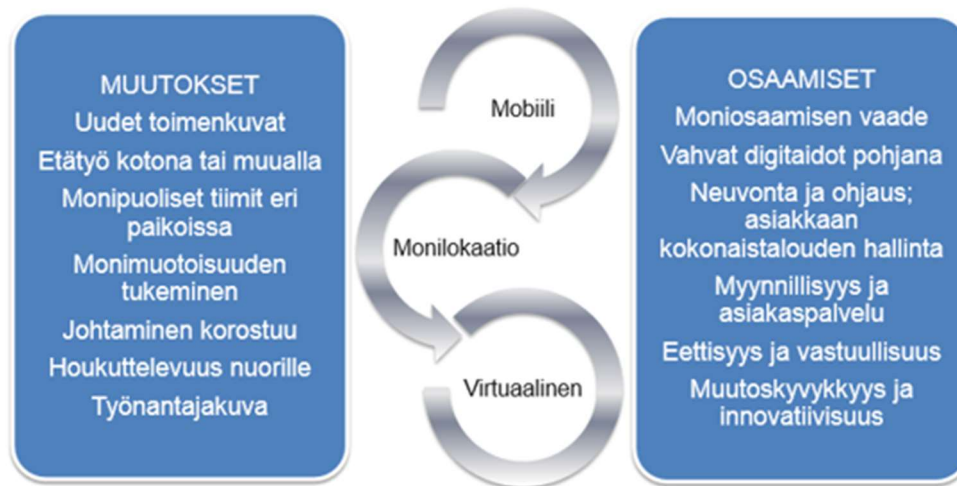 MUUTOKSET
Uudet toimenkuvat
Etätyö kotona tai muualla
Monipuoliset tiimit eri
paikoissa
Monimuotoisuuden
tukeminen
Johtaminen korostuu
Houkuttelevuus nuorille
Työnantajakuva
Mobiili
Monilokaatio
Virtuaalinen
OSAAMISET
Moniosaamisen vaade
Vahvat digitaidot pohjana
Neuvonta ja ohjaus;
asiakkaan
kokonaistalouden hallinta
Myynnillisyys ja
asiakaspalvelu
Eettisyys ja vastuullisuus
Muutoskyvykkyys ja
innovatiivisuus